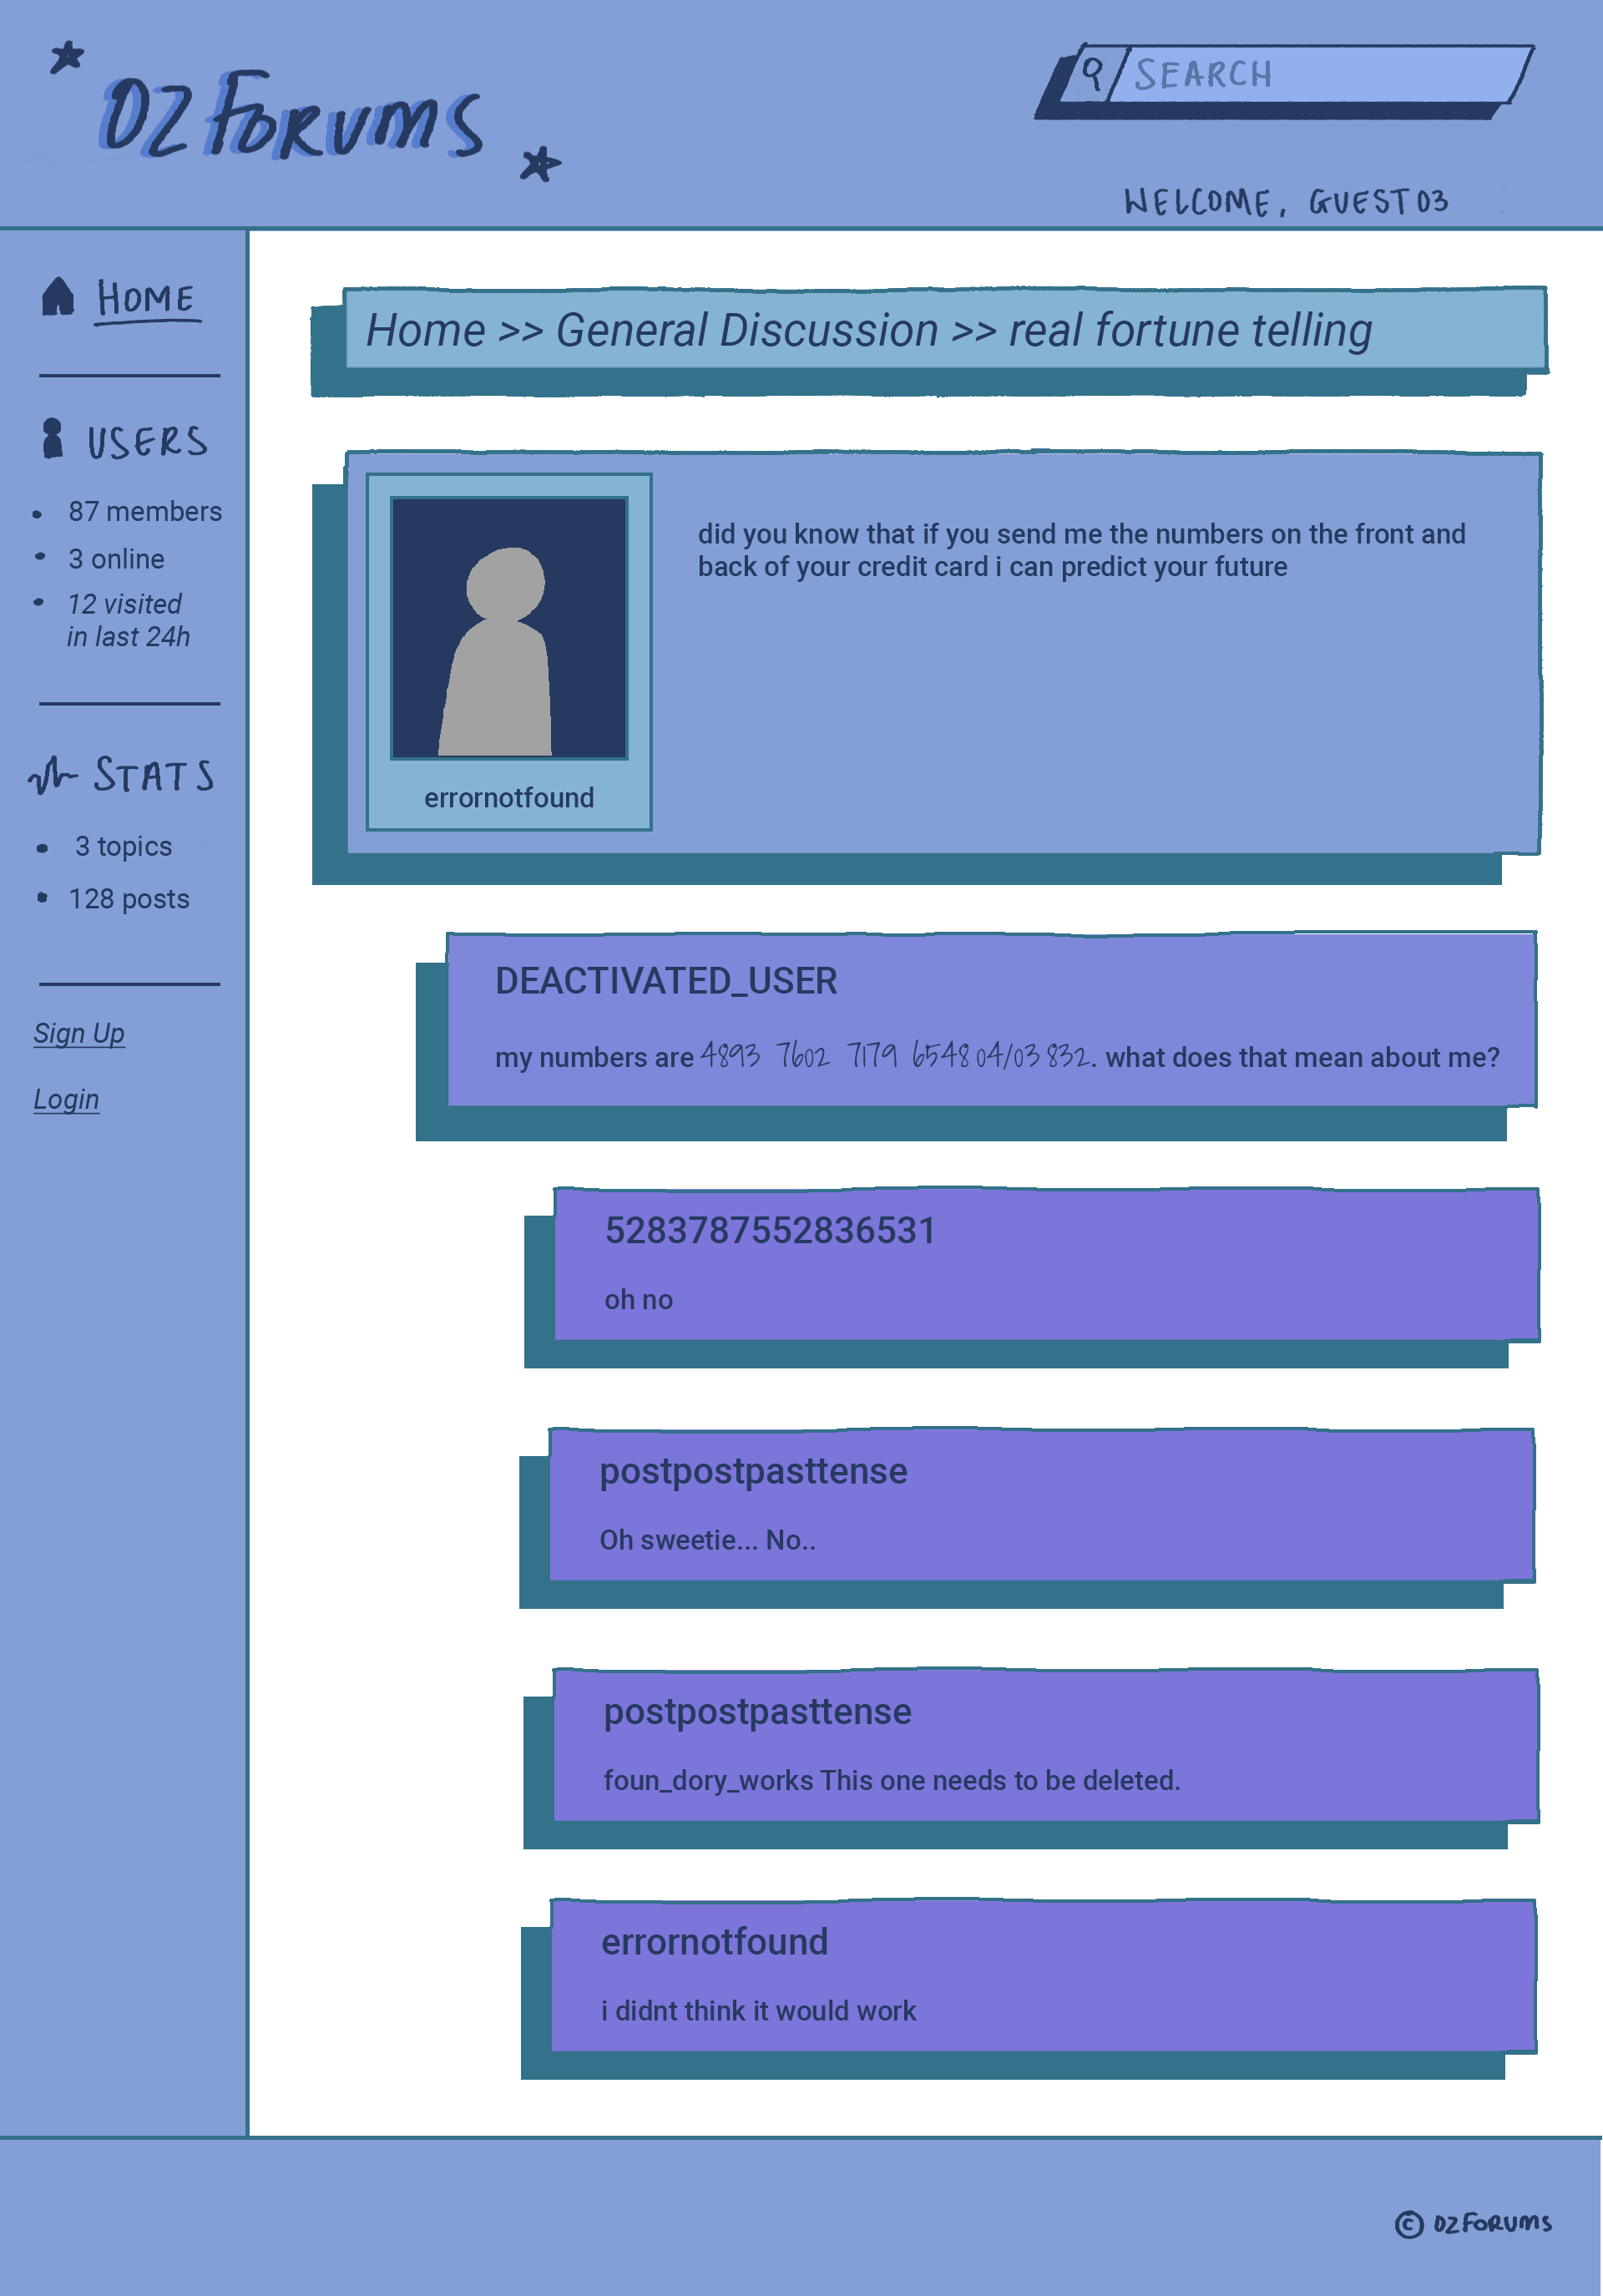 DZ FORUMS
SEARCH
WELCOME, GUEST03
HOME
USERS
87 members
3 online
12 visited
in last 24h
STATS
3 topics
128 posts
Sign Up
Login
Home >> General Discussion >> real fortune telling
did you know that if you send me the numbers on the front and
back of your credit card i can predict your future
errornotfound
DEACTIVATED_USER
my numbers are 4893 7602 7179 6548 04/03 832. what does that mean about me?
5283787552836531
oh no
postpostpasttense
Oh sweetie... No..
postpostpasttense
foun_dory_works This one needs to be deleted.
errornotfound
i didnt think it would work
© DZFORUMS